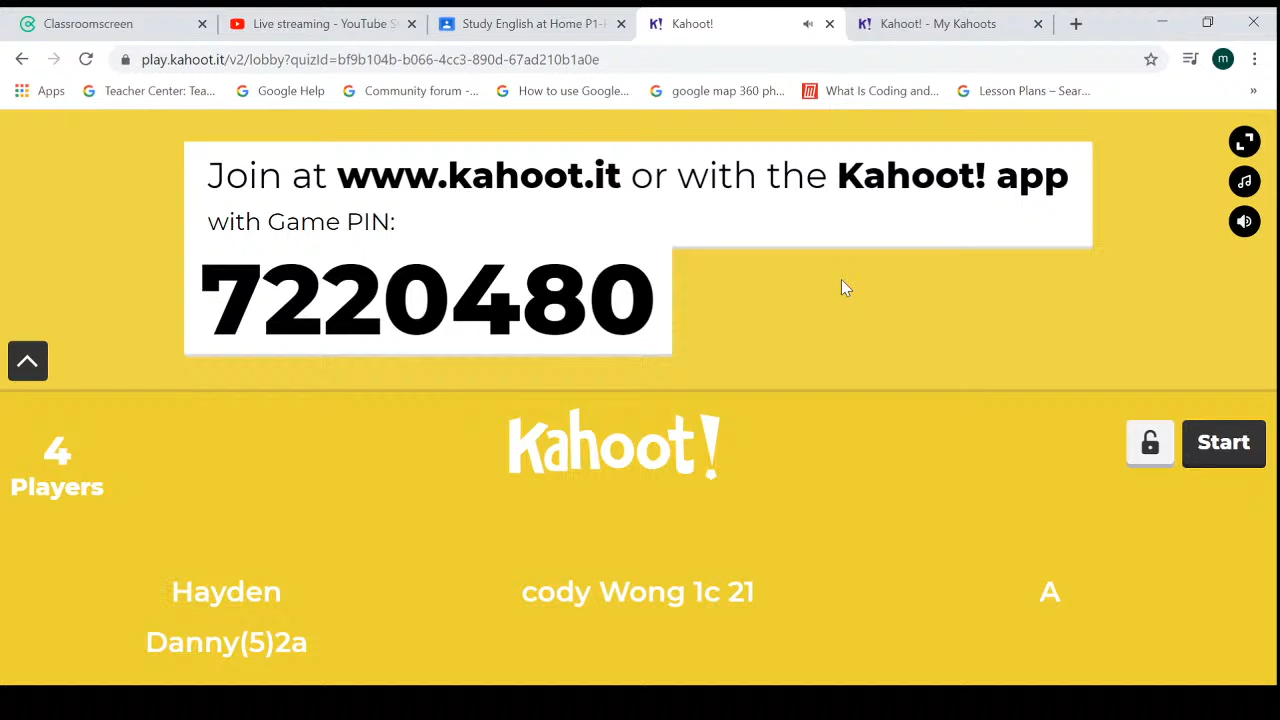 Classroomscreen
Live streaming - YouTube S
Study English at Home P1-
Kahoot!
Kahoot! - My Kahoots
play.kahoot.it/v2/lobby?quizId=bf9b104b-b066-4cc3-890d-67ad210b1a0e
m
Apps
Teacher Center: Tea...
Google Help
Community forum -...
How to use Google...
google map 360 ph...
What Is Coding and...
Lesson Plans – Sear...
Join at www.kahoot.it or with the Kahoot! app
with Game PIN:
7220480
4
Players
Kahoot!
Start
Hayden
cody Wong 1c 21
A
Danny(5)2a